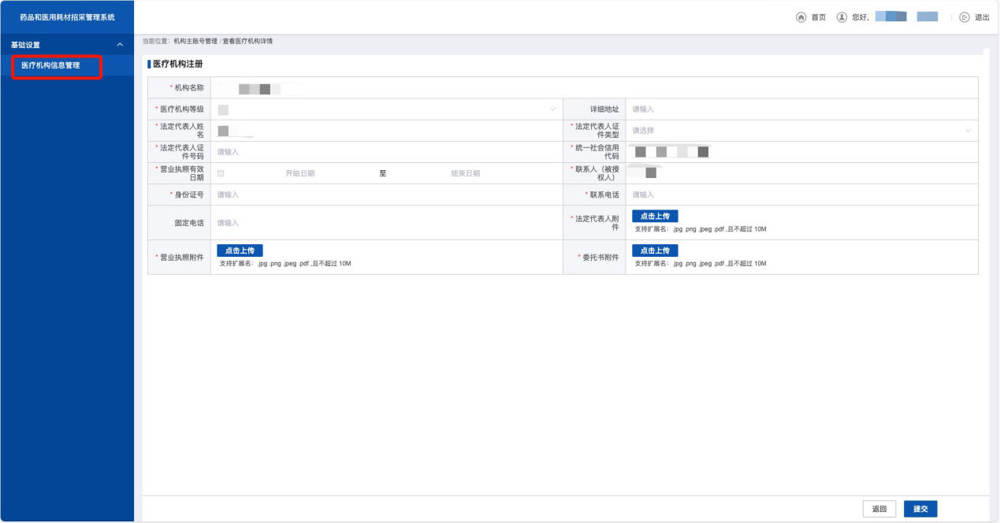 药品和医用耗材招采管理系统
首页 您好, 退出
基础设置
医疗机构信息管理
当前位置: 机构主账号管理 / 查看医疗机构详情
医疗机构注册
* 机构名称
* 医疗机构等级
详细地址 请输入
* 法定代表人姓
名
* 法定代表人证
件类型 请选择
* 法定代表人证
件号码 请输入
* 统一社会信用
代码
* 营业执照有效
日期 开始日期 至 结束日期
* 联系人（被授
权人）
* 身份证号 请输入
* 联系电话 请输入
固定电话 请输入
* 法定代表人附
件
点击上传
支持扩展名: .jpg .png .jpeg .pdf ,且不超过 10M
* 营业执照附件
点击上传
支持扩展名: .jpg .png .jpeg .pdf ,且不超过 10M
* 委托书附件
点击上传
支持扩展名: .jpg .png .jpeg .pdf ,且不超过 10M
返回 提交